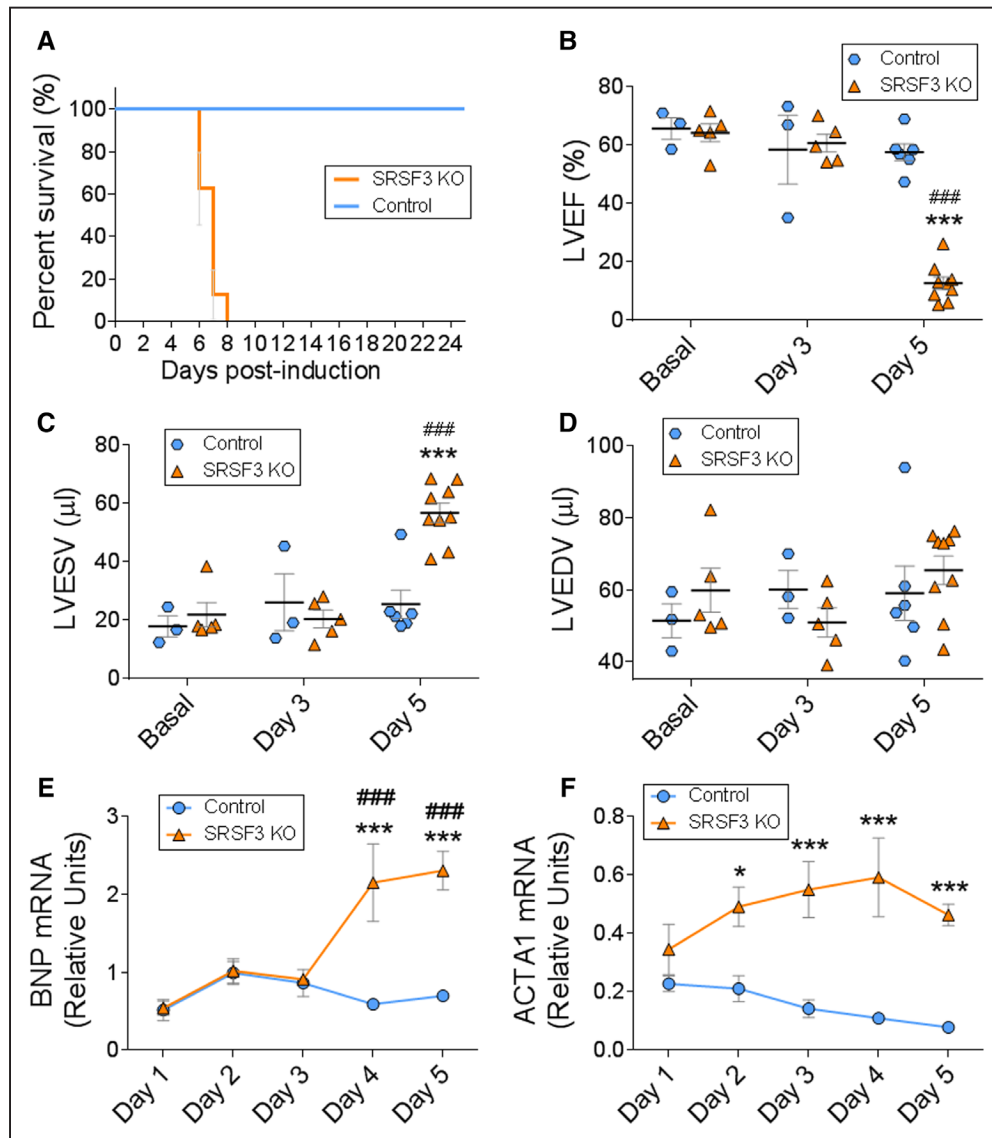 A
Percent survival (%)
100
80
60
40
20
0
0 2 4 6 8 10 12 14 16 18 20 22 24
Days post-induction
SRSF3 KO
Control
B
Control
SRSF3 KO
LVEF (%)
80
60
40
20
0
###
***
Basal
Day 3
Day 5
C
Control
SRSF3 KO
LVESV (µl)
80
60
40
20
0
###
***
Basal
Day 3
Day 5
D
Control
SRSF3 KO
LVEDV (µl)
100
80
60
40
Basal
Day 3
Day 5
E
Control
SRSF3 KO
BNP mRNA
(Relative Units)
3
2
1
0
### ###
*** ***
Day 1
Day 2
Day 3
Day 4
Day 5
F
Control
SRSF3 KO
ACTA1 mRNA
(Relative Units)
0.8
0.6
0.4
0.2
0.0
* *** *** ***
Day 1
Day 2
Day 3
Day 4
Day 5